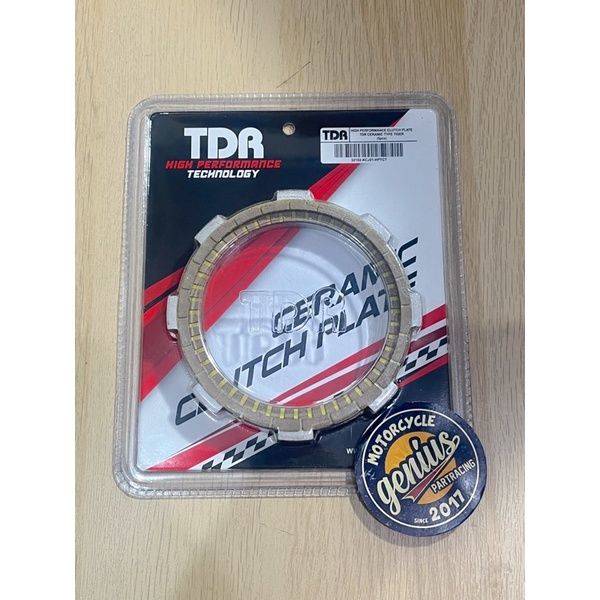 TDR
HIGH PERFORMANCE
TECHNOLOGY
TDR
HIGH PERFORMANCE CLUTCH PLATE
TDR CERAMIC TYPE TIGER
TDR
CERAMIC
CLUTCH PLATE
MOTORCYCLE
genius
PARTRACING
SINCE 2017